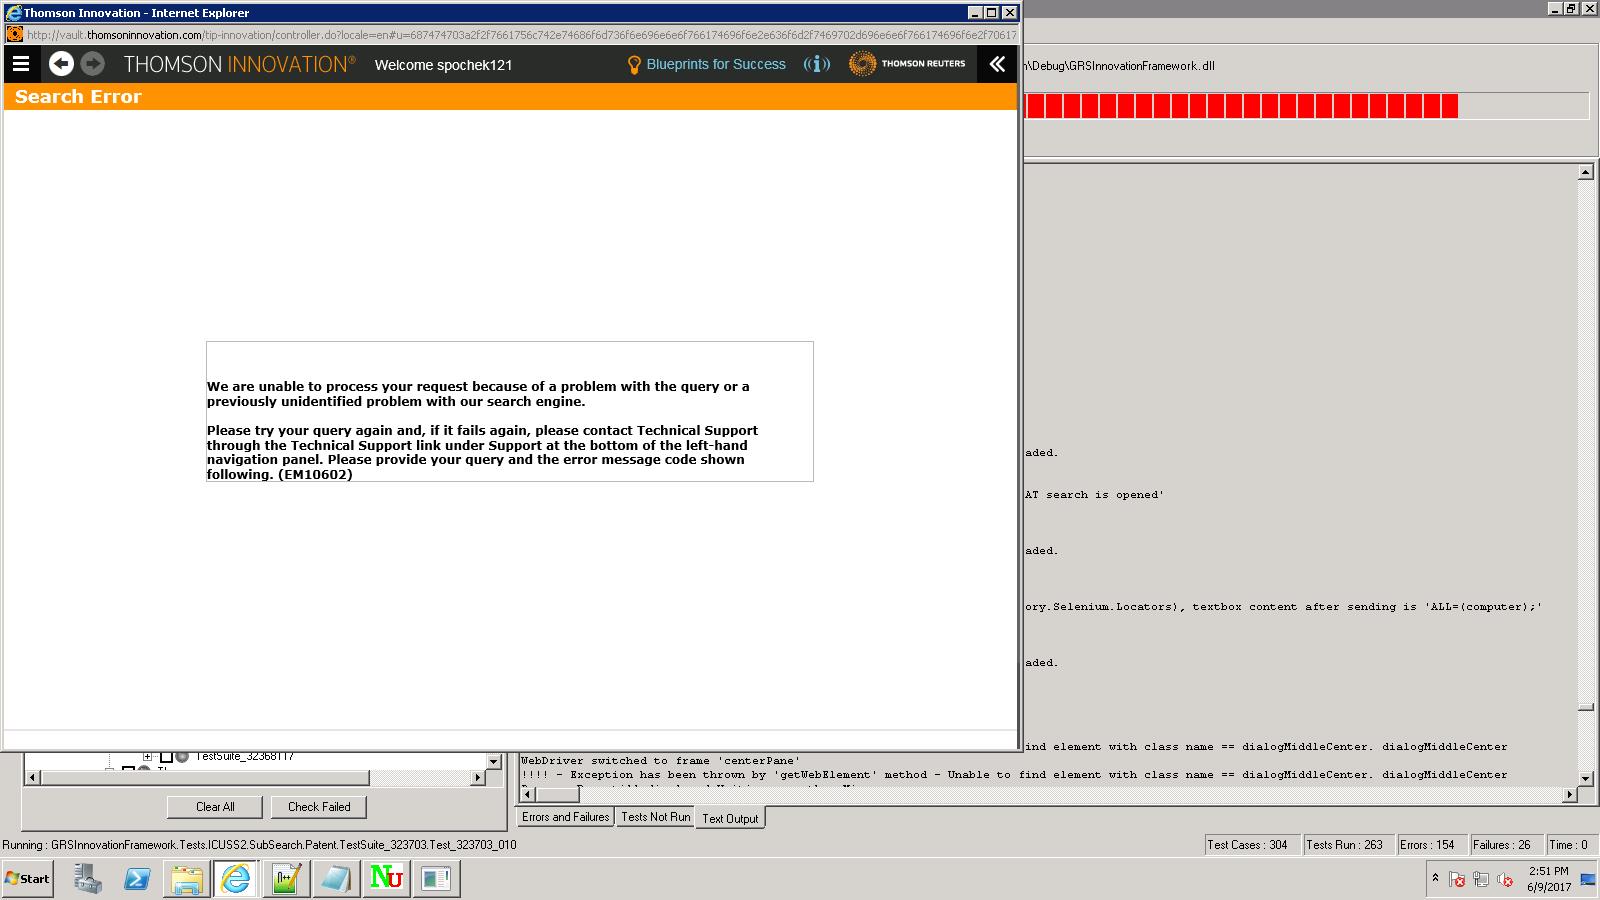 Thomson Innovation - Internet Explorer
http://vault.thomsoninnovation.com/tip-innovation/controller.do?locale=en#u=
THOMSON INNOVATION® Welcome spochek121 Blueprints for Success THOMSON REUTERS
Search Error
We are unable to process your request because of a problem with the query or a
previously unidentified problem with our search engine.
Please try your query again and, if it fails again, please contact Technical Support
through the Technical Support link under Support at the bottom of the left-hand
navigation panel. Please provide your query and the error message code shown
following. (EM10602)
\Debug\GRSInnovationFramework.dll
aded.
AT search is opened'
aded.
ory.Selenium.Locators), textbox content after sending is 'ALL=(computer);'
aded.
ind element with class name == dialogMiddleCenter. dialogMiddleCenter
WebDriver switched to frame 'centerPane'
!!!! - Exception has been thrown by 'getWebElement' method - Unable to find element with class name == dialogMiddleCenter. dialogMiddleCenter
TestSuite_32368117
Clear All Check Failed
Errors and Failures Tests Not Run Text Output
Running : GRSInnovationFramework.Tests.ICUSS2.SubSearch.Patent.TestSuite_323703.Test_323703_010
Test Cases : 304 Tests Run : 263 Errors : 154 Failures : 26 Time : 0
Start
2:51 PM
6/9/2017